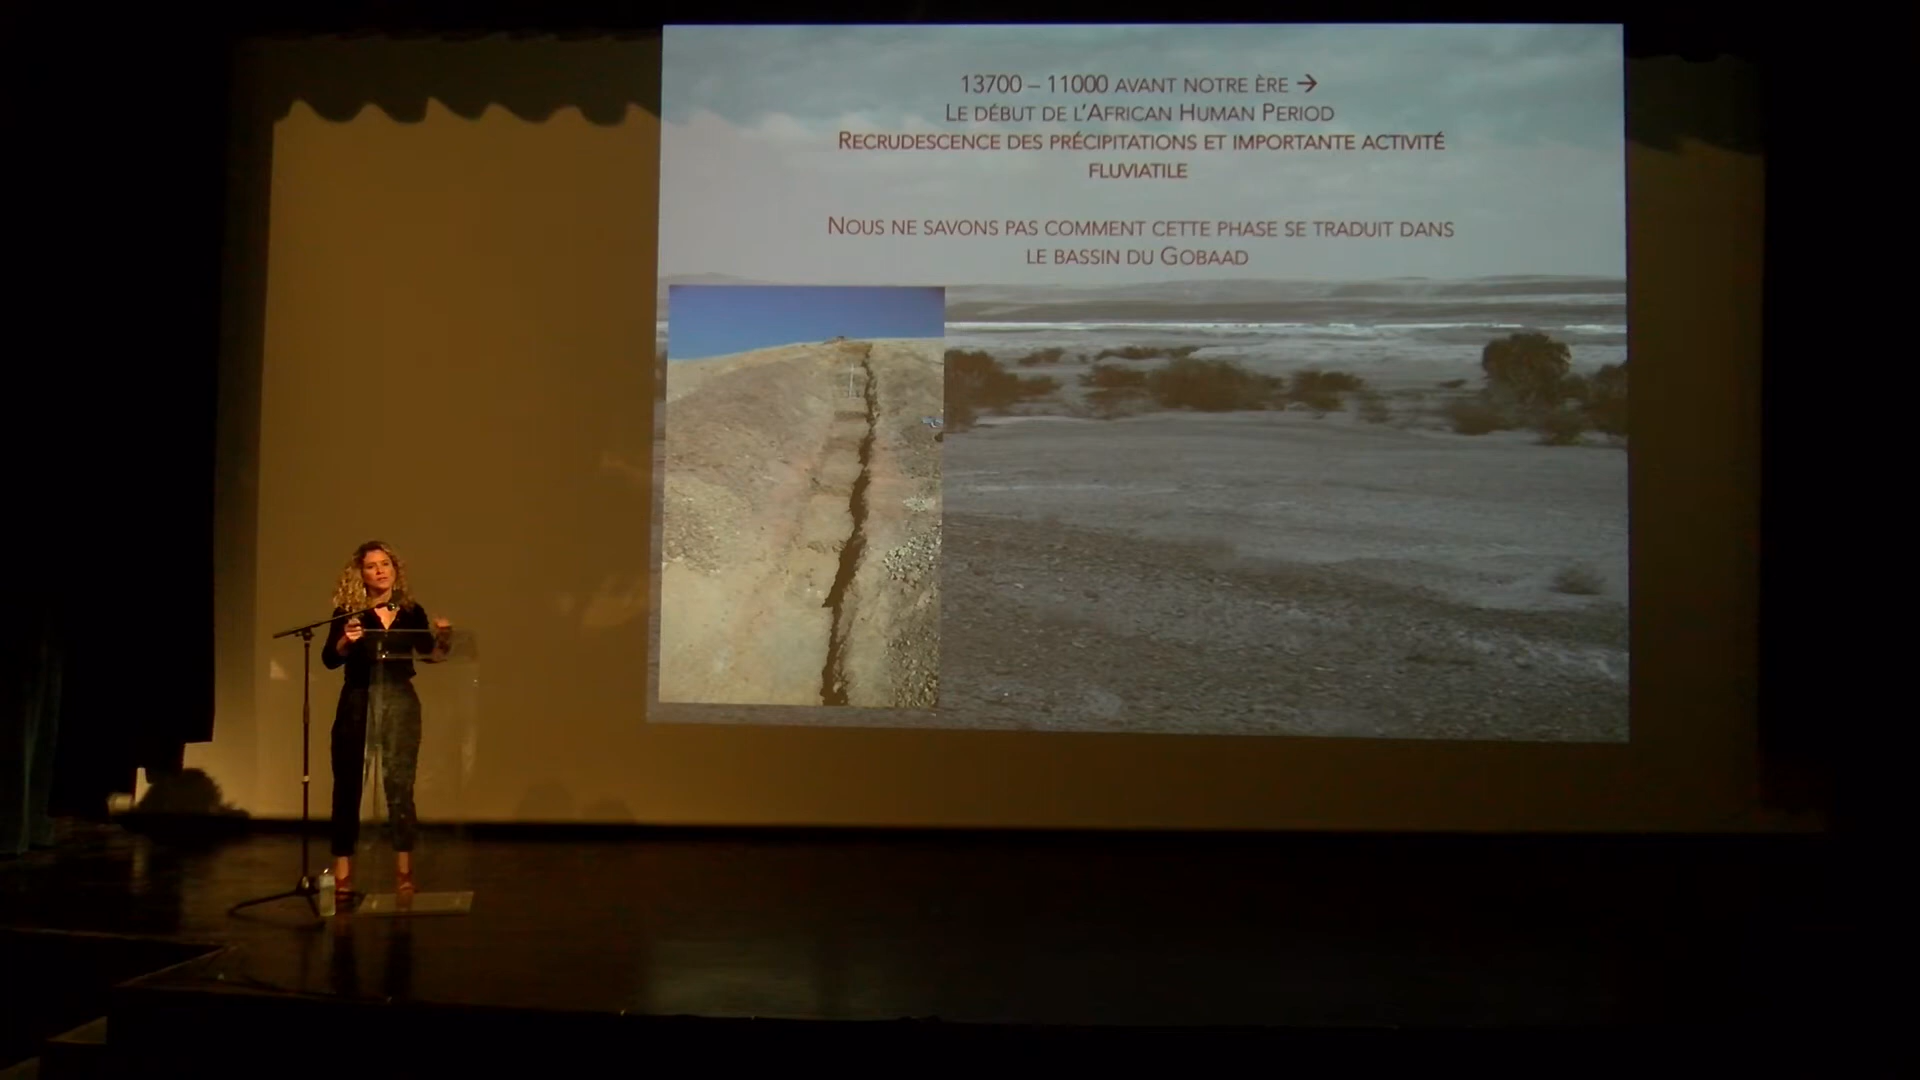 13700 – 11000 AVANT NOTRE ÈRE →
LE DÉBUT DE L'AFRICAN HUMAN PERIOD
RECRUDESCENCE DES PRÉCIPITATIONS ET IMPORTANTE ACTIVITÉ
FLUVIATILE
NOUS NE SAVONS PAS COMMENT CETTE PHASE SE TRADUIT DANS
LE BASSIN DU GOBAAD